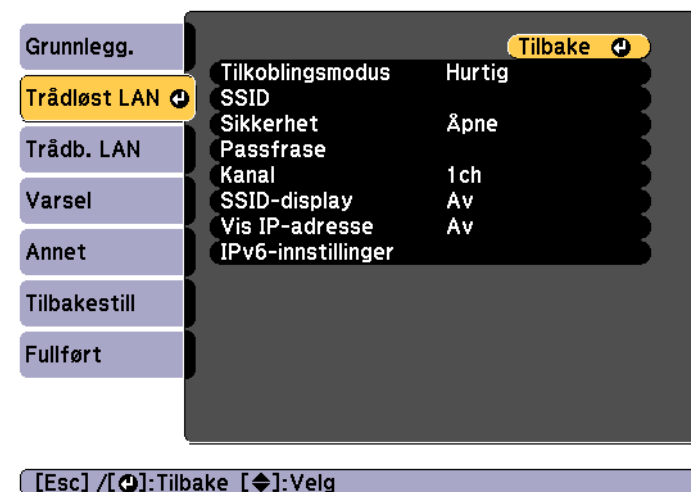 Grunnlegg.
Trådløst LAN
Trådb. LAN
Varsel
Annet
Tilbakestill
Fullført
Tilbake
Tilkoblingsmodus Hurtig
SSID
Sikkerhet Åpne
Passfrase
Kanal 1ch
SSID-display Av
Vis IP-adresse Av
IPv6-innstillinger
[Esc] /[⏎]:Tilbake [◆]:Velg